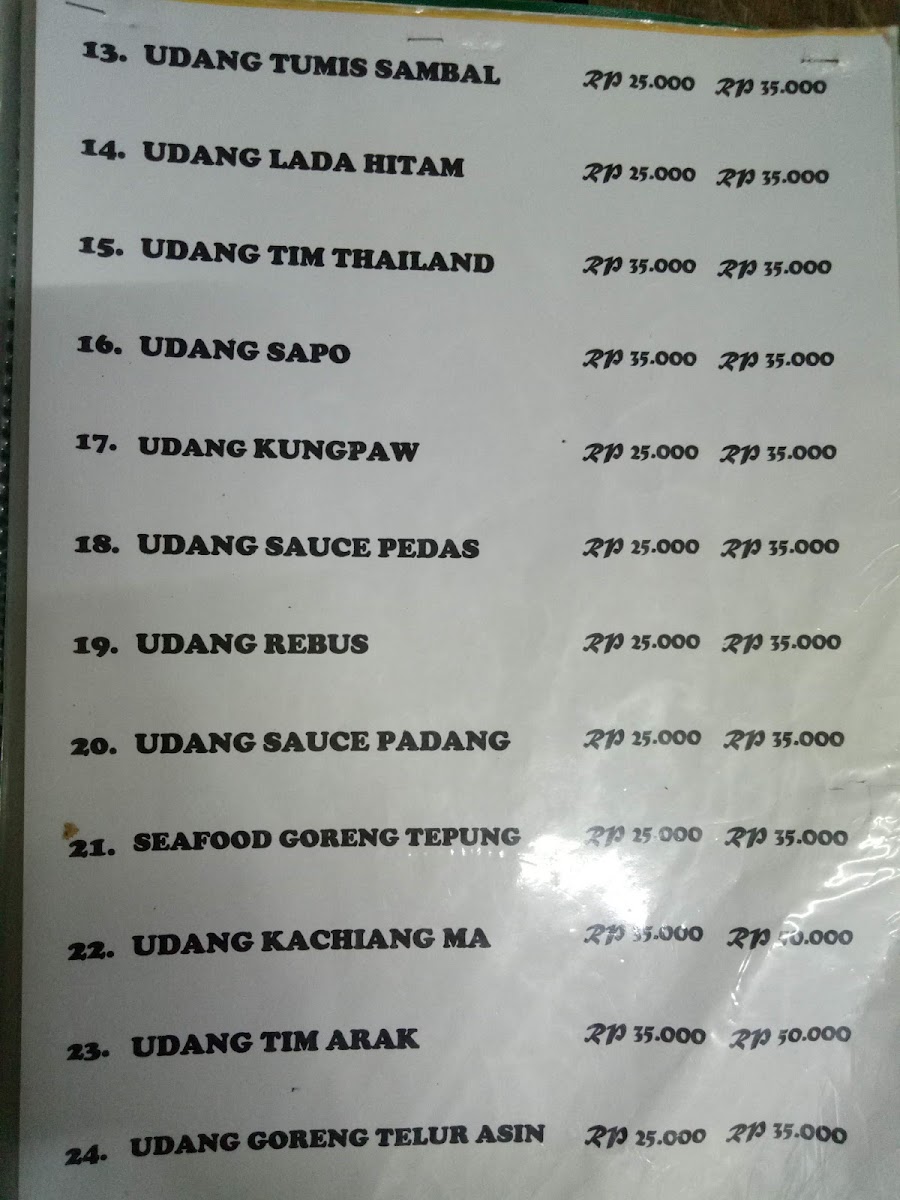 13. UDANG TUMIS SAMBAL RP 25.000 RP 35.000
14. UDANG LADA HITAM RP 25.000 RP 35.000
15. UDANG TIM THAILAND RP 35.000 RP 35.000
16. UDANG SAPO RP 35.000 RP 35.000
17. UDANG KUNGPAW RP 25.000 RP 35.000
18. UDANG SAUCE PEDAS RP 25.000 RP 35.000
19. UDANG REBUS RP 25.000 RP 35.000
20. UDANG SAUCE PADANG RP 25.000 RP 35.000
21. SEAFOOD GORENG TEPUNG RP 25.000 RP 35.000
22. UDANG KACHIANG MA RP 35.000 RP 50.000
23. UDANG TIM ARAK RP 35.000 RP 50.000
24. UDANG GORENG TELUR ASIN RP 25.000 RP 35.000